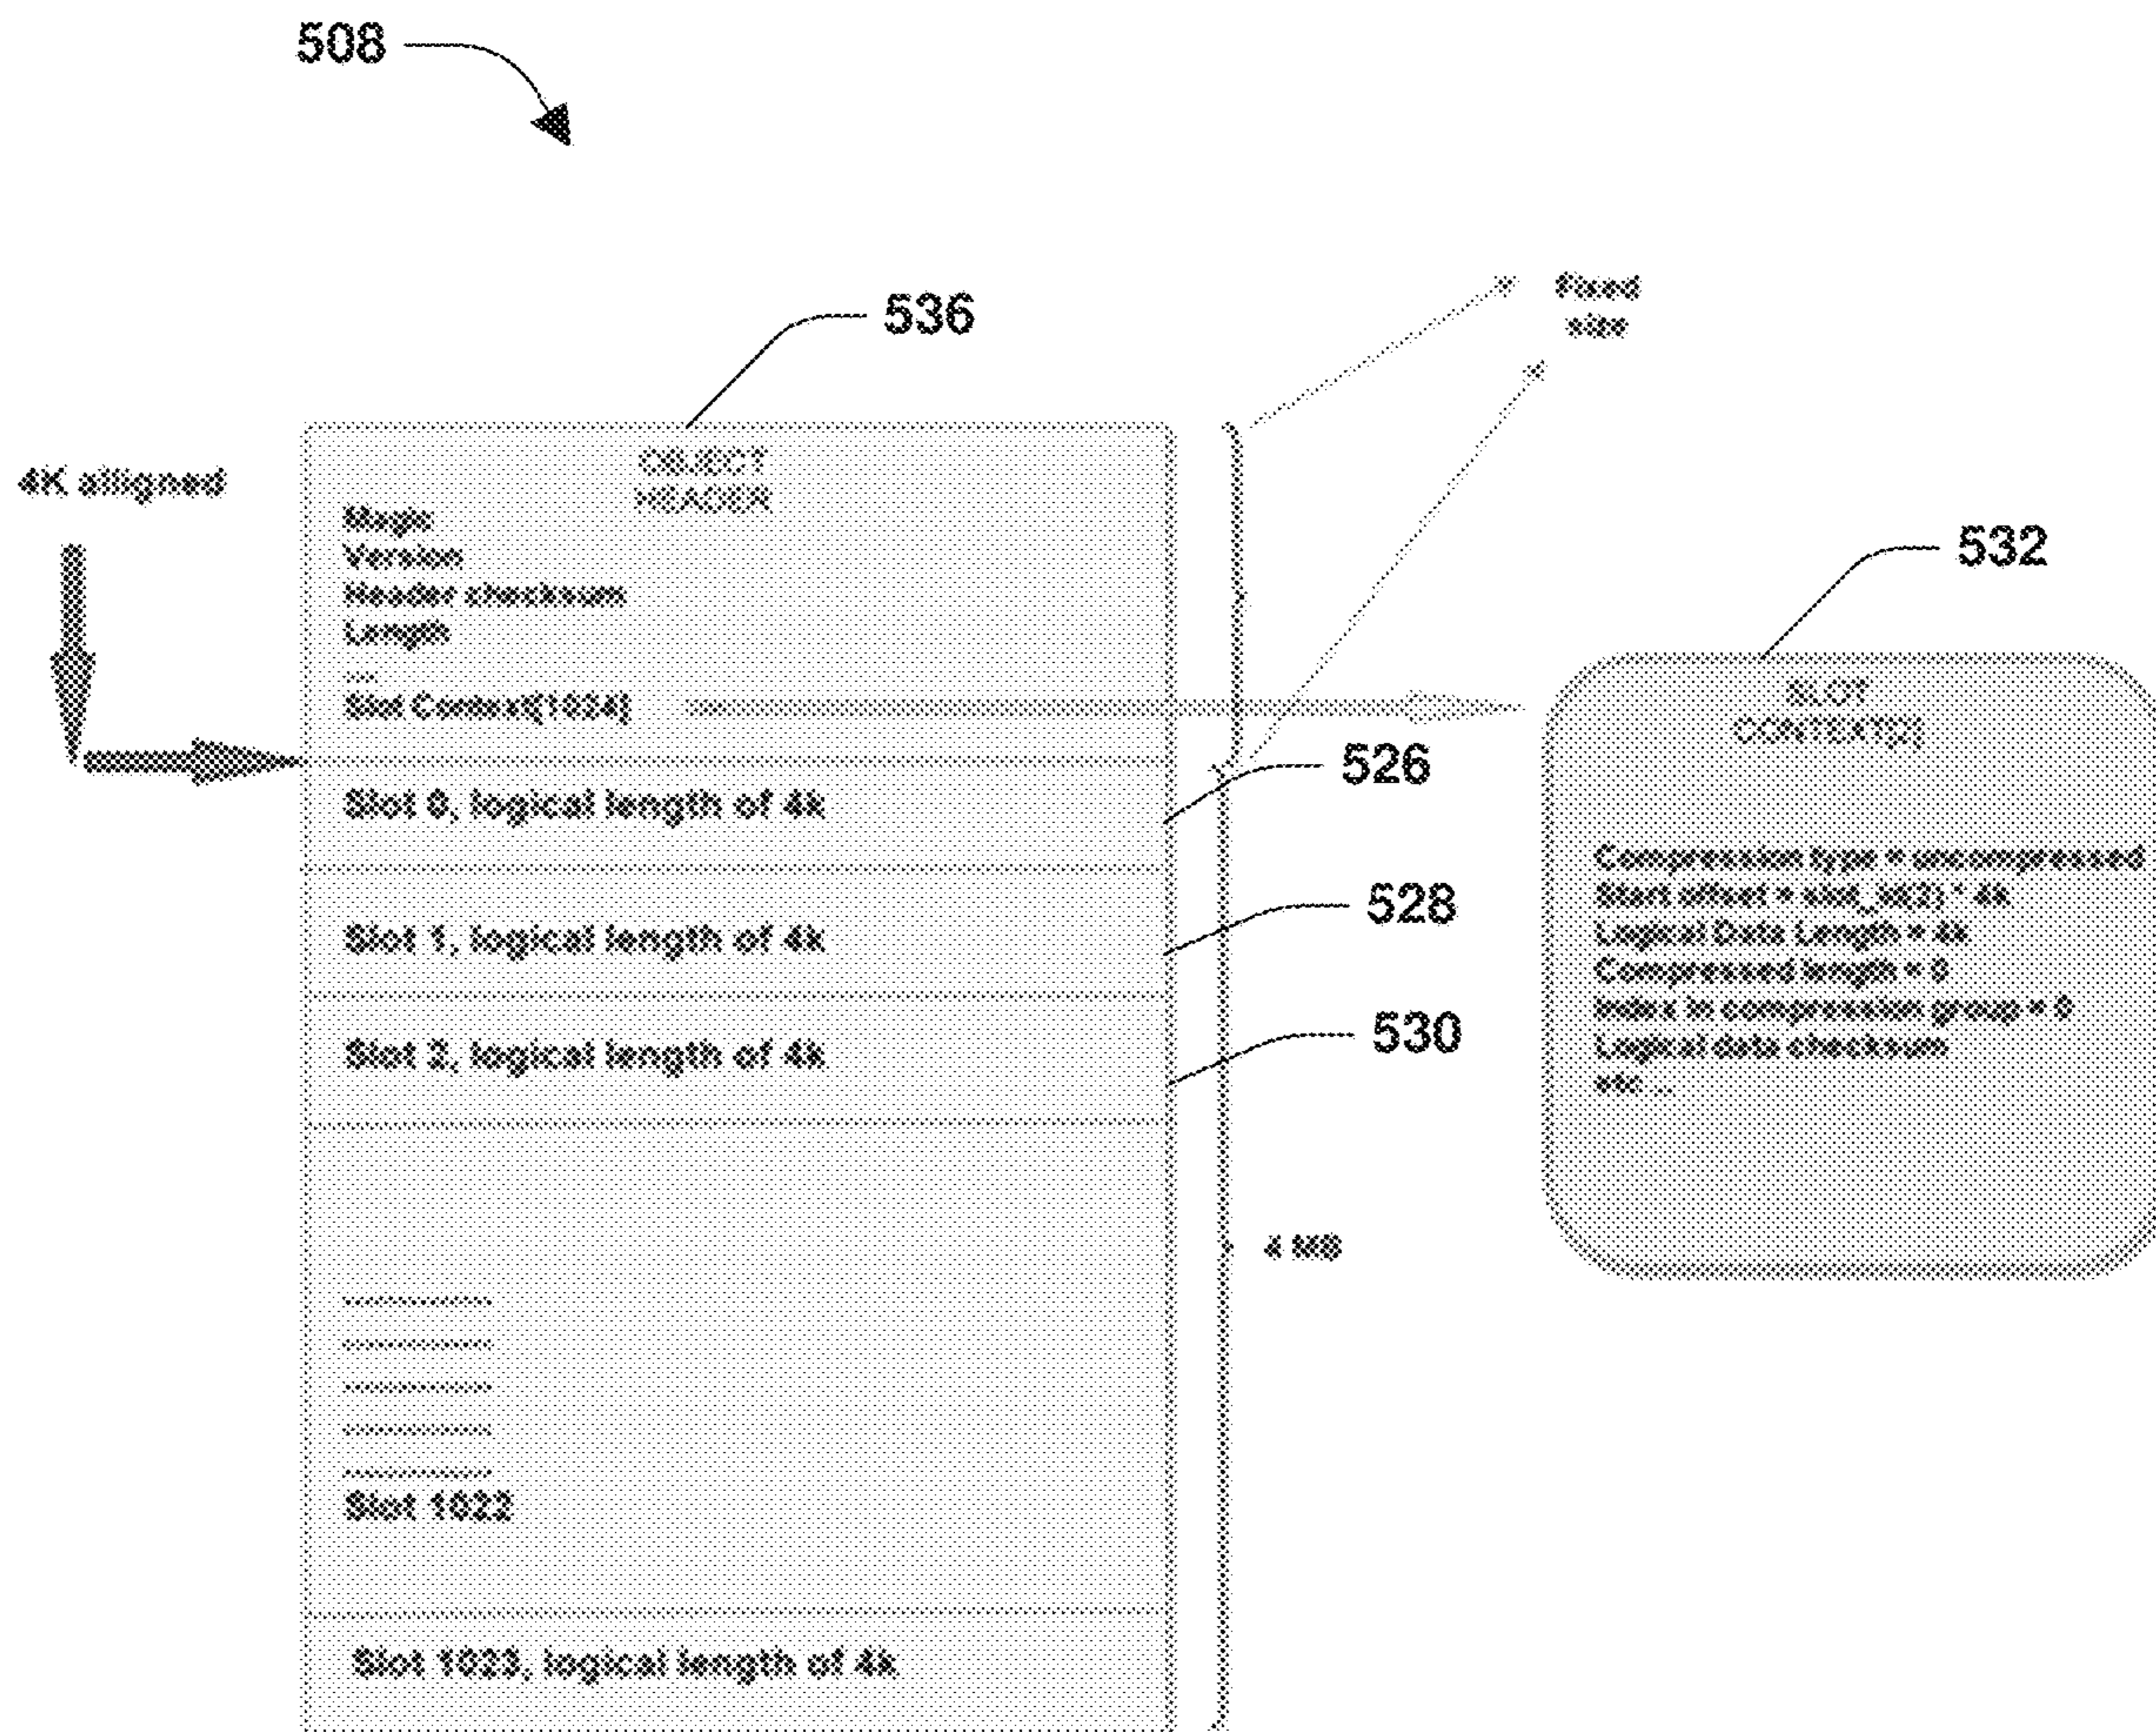 508
536
Fixed
size
4K alligned
OBJECT
HEADER
Magic
Version
Header checksum
Length
...
Slot Context[1024]
532
SLOT
CONTEXT[]
Compression type = uncompressed
Start offset = * 4k
Logical Data Length = 4k
Compressed length = 0
Index in compression group = 0
Logical data checksum
etc ...
526
Slot 0, logical length of 4k
528
Slot 1, logical length of 4k
530
Slot 2, logical length of 4k
4 MB
Slot 1022
Slot 1023, logical length of 4k